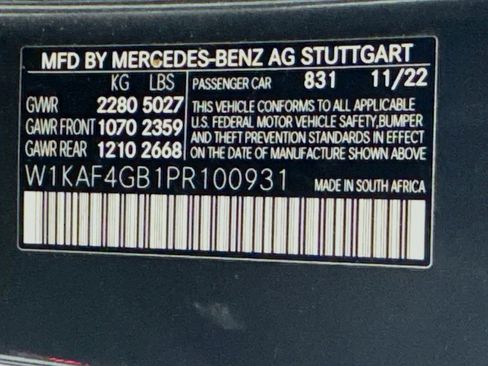 MFD BY MERCEDES-BENZ AG STUTTGART
KG LBS
PASSENGER CAR 831 11/22
GVWR 2280 5027
GAWR FRONT 1070 2359
GAWR REAR 1210 2668
THIS VEHICLE CONFORMS TO ALL APPLICABLE
U.S. FEDERAL MOTOR VEHICLE SAFETY, BUMPER
AND THEFT PREVENTION STANDARDS IN EFFECT
ON THE DATE OF MANUFACTURE SHOWN ABOVE.
W1KAF4GB1PR100931
MADE IN SOUTH AFRICA